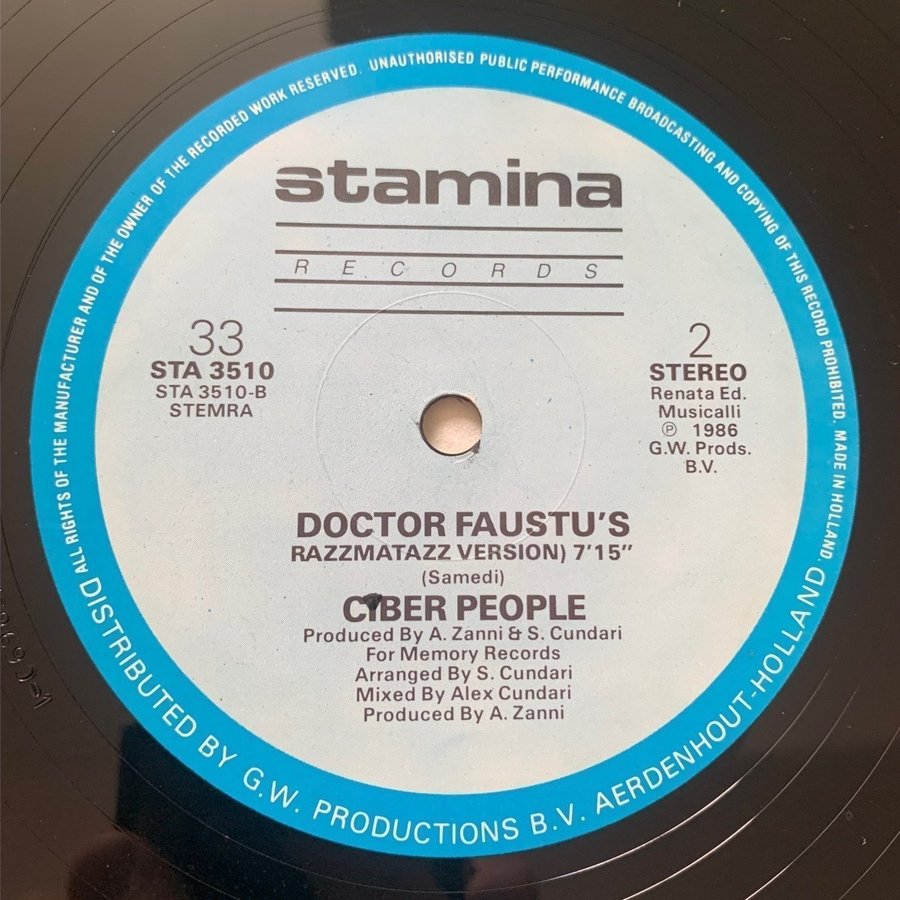 ALL RIGHTS OF THE MANUFACTURER AND OF THE OWNER OF THE RECORDED WORK RESERVED. UNAUTHORISED PUBLIC PERFORMANCE BROADCASTING AND COPYING OF THIS RECORD PROHIBITED. MADE IN HOLLAND.
stamina
RECORDS
33
STA 3510
STA 3510-B
STEMRA
2
STEREO
Renata Ed.
Musicalli
℗ 1986
G.W. Prods.
B.V.
DOCTOR FAUSTU'S
RAZZMATAZZ VERSION) 7'15"
(Samedi)
CIBER PEOPLE
Produced By A. Zanni & S. Cundari
For Memory Records
Arranged By S. Cundari
Mixed By Alex Cundari
Produced By A. Zanni
DISTRIBUTED BY G.W. PRODUCTIONS B.V. AERDENHOUT-HOLLAND